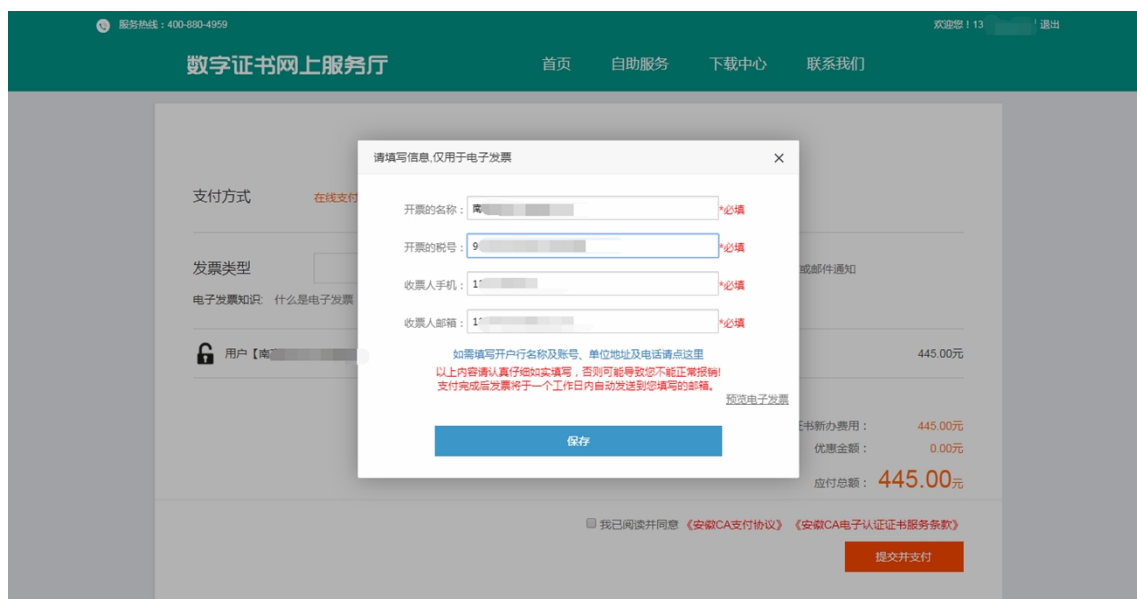 服务热线：400-880-4959
欢迎您！13 退出
数字证书网上服务厅 首页 自助服务 下载中心 联系我们
请填写信息,仅用于电子发票 ×
支付方式 在线支付
开票的名称： 南 *必填
开票的税号： 9 *必填
发票类型 或邮件通知
收票人手机： 1 *必填
电子发票知识: 什么是电子发票
收票人邮箱： 1 *必填
用户【南
445.00元
如需填写开户行名称及账号、单位地址及电话请点这里
以上内容请认真仔细如实填写，否则可能导致您不能正常报销!
支付完成后发票将于一个工作日内自动发送到您填写的邮箱。
预览电子发票
保存
证书新办费用： 445.00元
优惠金额： 0.00元
应付总额： 445.00元
我已阅读并同意 《安徽CA支付协议》 《安徽CA电子认证证书服务条款》
提交并支付